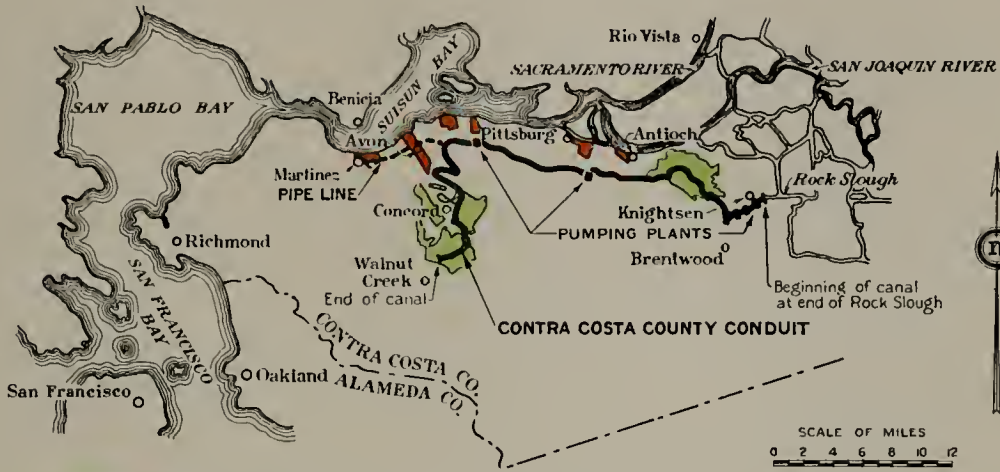 Rio Vista
SACRAMENTO RIVER
SAN JOAQUIN RIVER
SAN PABLO BAY
Benicia
SUISUN BAY
Avon
Pittsburg
Antioch
Martinez
PIPE LINE
Rock Slough
Concord
Knightsen
PUMPING PLANTS
Brentwood
Richmond
Walnut
Creek
End of canal
Beginning of canal
at end of Rock Slough
CONTRA COSTA COUNTY CONDUIT
SAN FRANCISCO
BAY
CONTRA COSTA CO.
ALAMEDA CO.
Oakland
San Francisco
n
SCALE OF MILES
0 2 4 6 8 10 12